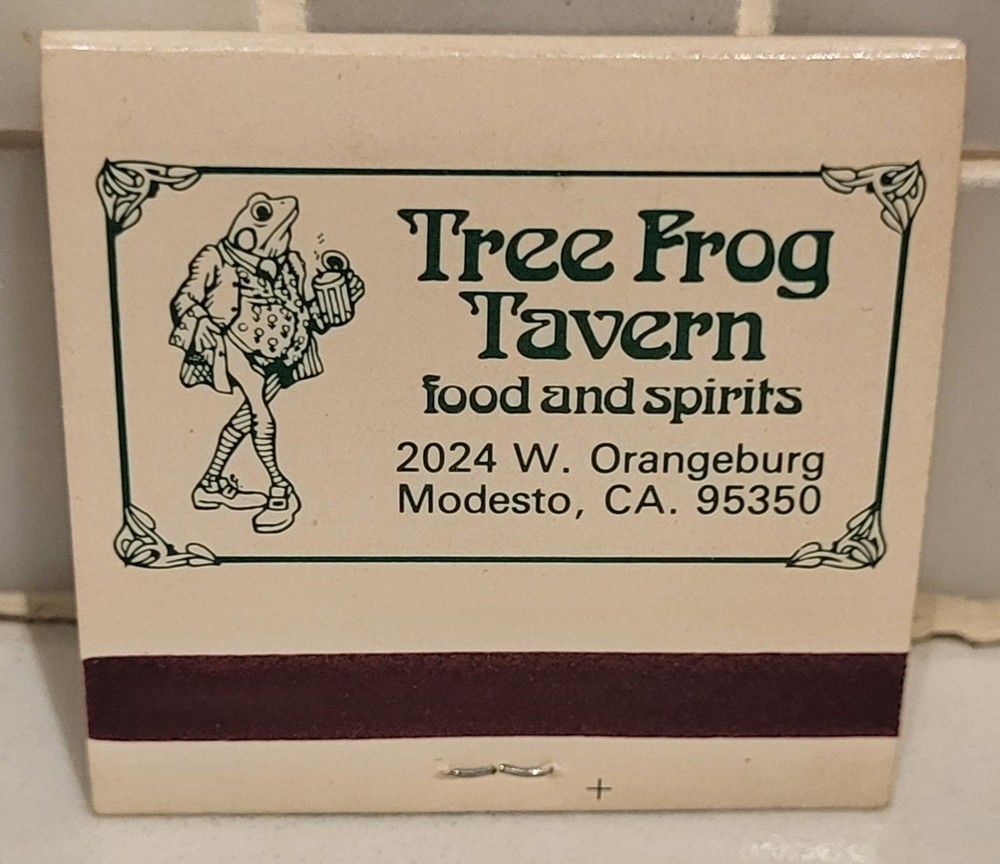 Tree Frog
Tavern
food and spirits
2024 W. Orangeburg
Modesto, CA. 95350